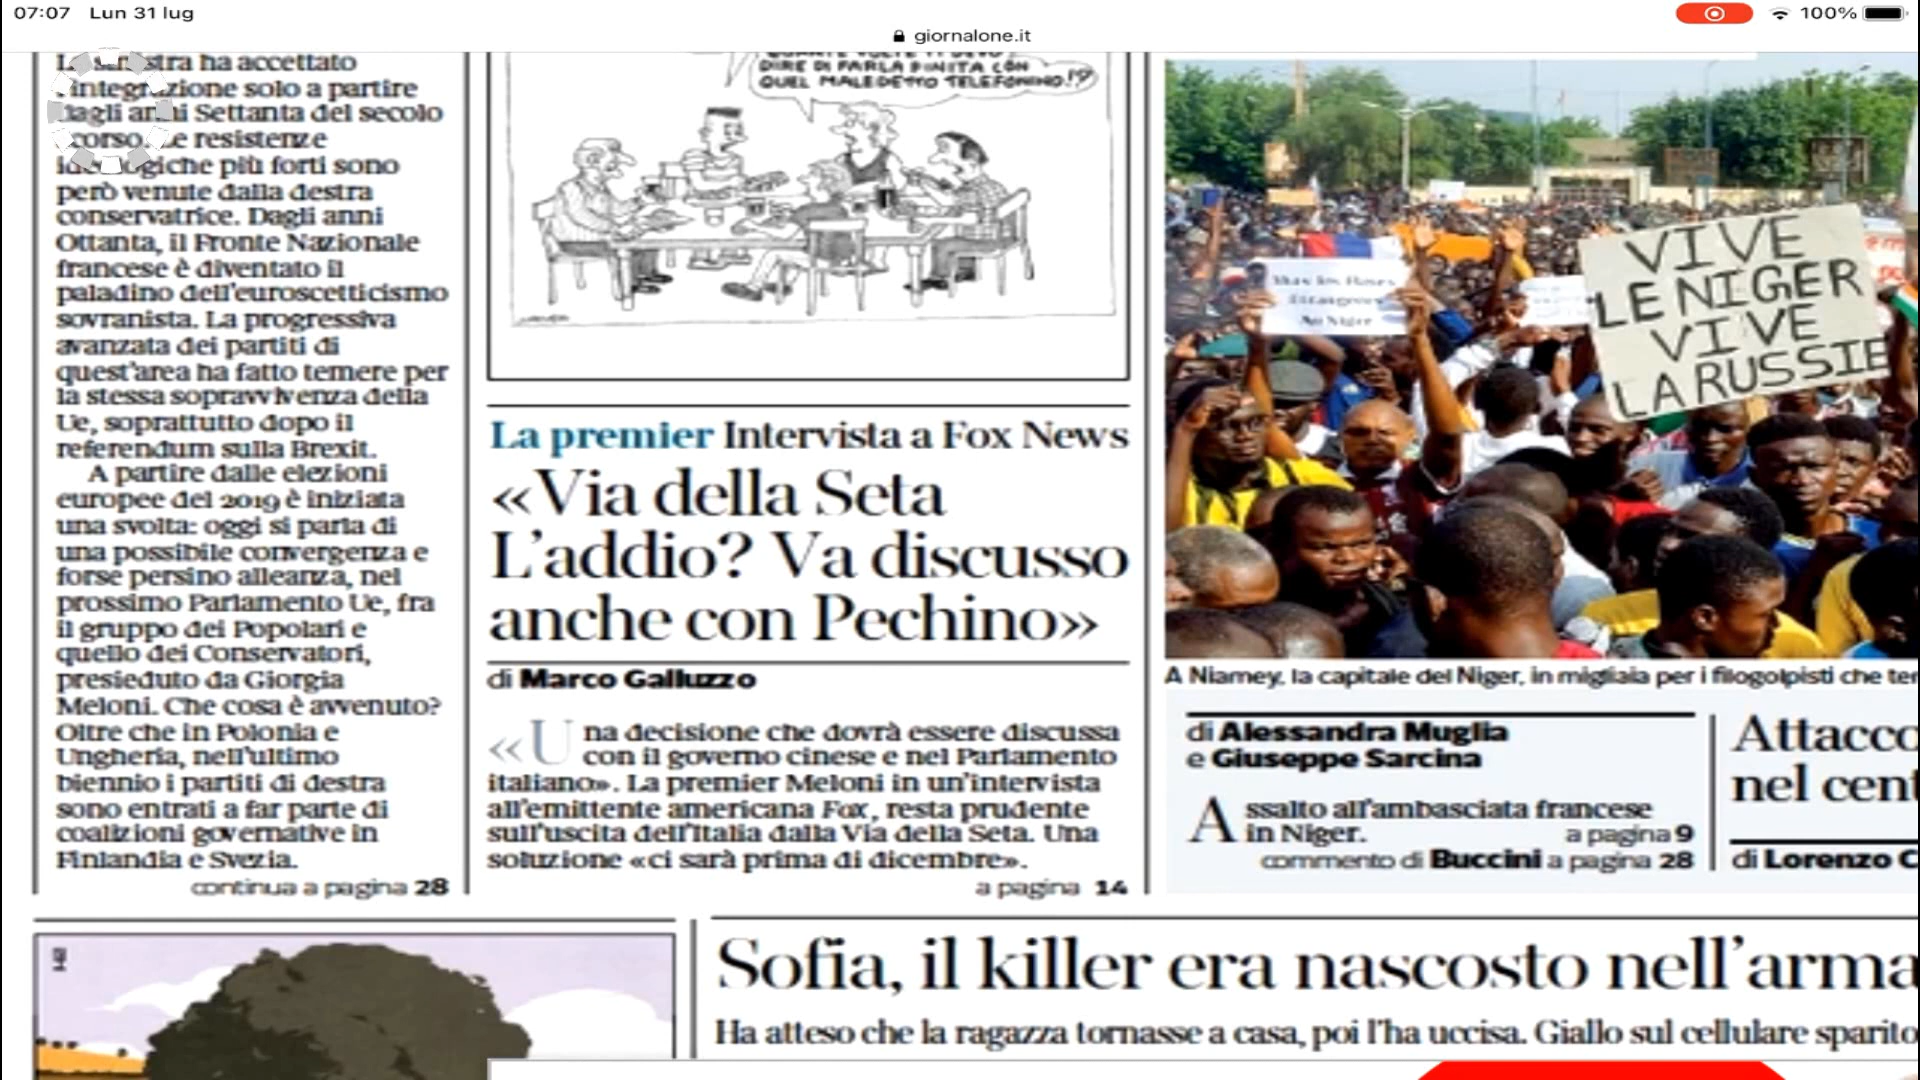 07:07 Lun 31 lug
100%
giornalone.it
La sinistra ha accettato
l'integrazione solo a partire
dagli anni Settanta del secolo
scorso. Le resistenze
ideologiche più forti sono
però venute dalla destra
conservatrice. Dagli anni
Ottanta, il Fronte Nazionale
francese è diventato il
paladino dell'euroscetticismo
sovranista. La progressiva
avanzata dei partiti di
quest'area ha fatto temere per
la stessa sopravvivenza della
Ue, soprattutto dopo il
referendum sulla Brexit.
A partire dalle elezioni
europee del 2019 è iniziata
una svolta: oggi si parla di
una possibile convergenza e
forse persino alleanza, nel
prossimo Parlamento Ue, fra
il gruppo dei Popolari e
quello dei Conservatori,
presieduto da Giorgia
Meloni. Che cosa è avvenuto?
Oltre che in Polonia e
Ungheria, nell'ultimo
biennio i partiti di destra
sono entrati a far parte di
coalizioni governative in
Finlandia e Svezia.
continua a pagina 28
DIRE DI FARLA FINITA CON
QUEL MALEDETTO TELEFONINO!?
La premier Intervista a Fox News
«Via della Seta
L'addio? Va discusso
anche con Pechino»
di Marco Galluzzo
«Una decisione che dovrà essere discussa
con il governo cinese e nel Parlamento
italiano». La premier Meloni in un'intervista
all'emittente americana Fox, resta prudente
sull'uscita dell'Italia dalla Via della Seta. Una
soluzione «ci sarà prima di dicembre».
a pagina 14
VIVE
LE NIGER
VIVE
LA RUSSIE
Au Niger
A Niamey, la capitale del Niger, in migliaia per i filogolpisti che ter
di Alessandra Muglia
e Giuseppe Sarcina
Assalto all'ambasciata francese
in Niger. a pagina 9
commento di Buccini a pagina 28
Attacco
nel cent
di Lorenzo C
Sofia, il killer era nascosto nell'arma
Ha atteso che la ragazza tornasse a casa, poi l'ha uccisa. Giallo sul cellulare sparito